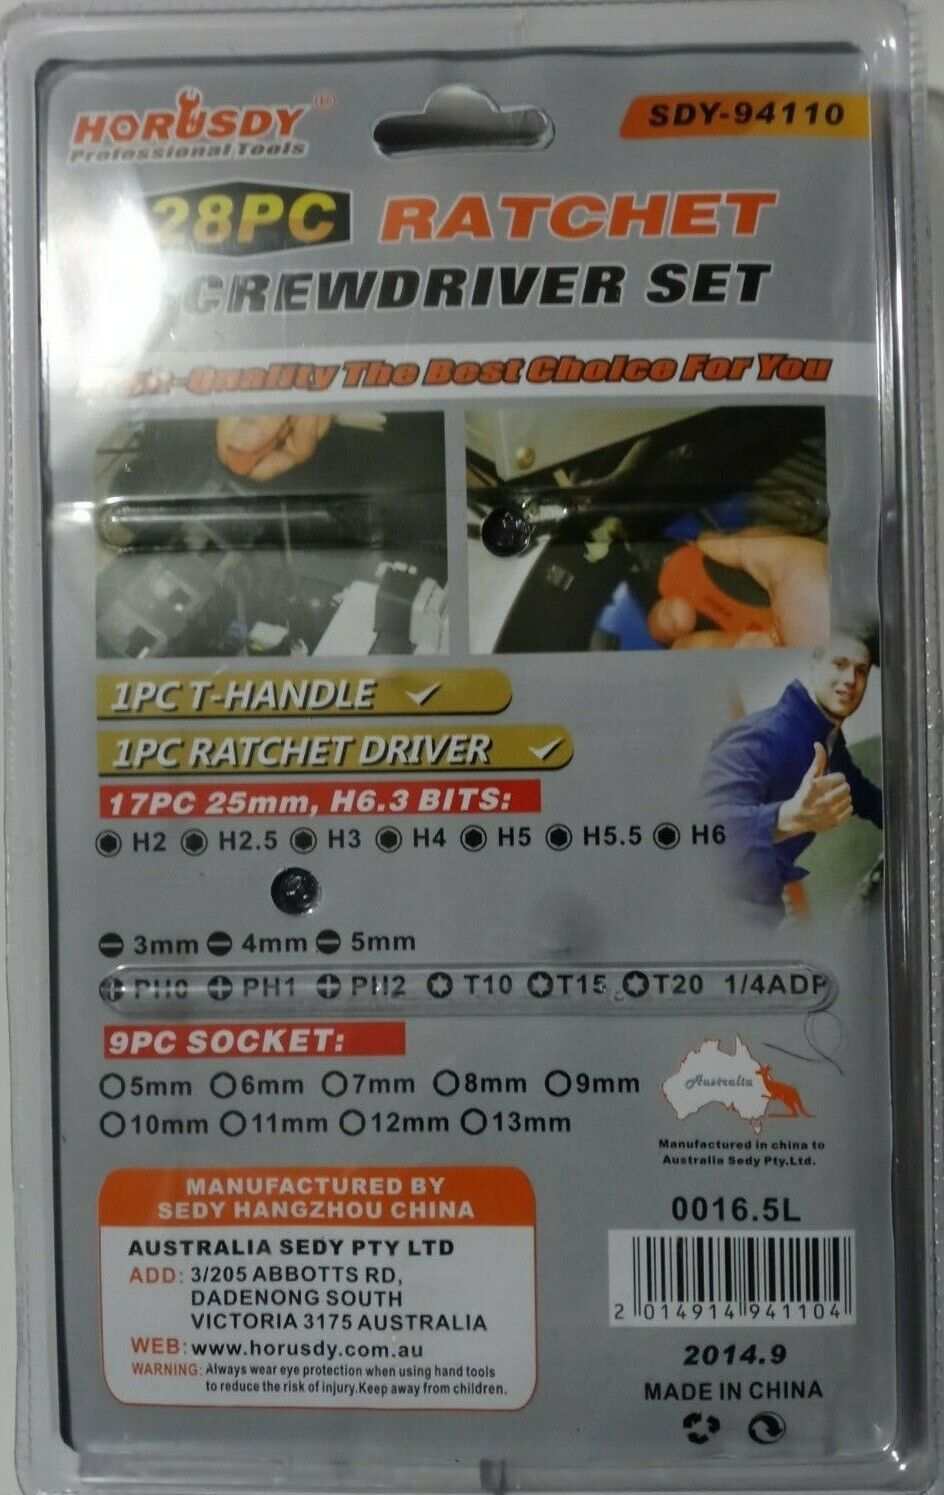 HORUSDY®
Professional Tools
SDY-94110
28PC RATCHET
SCREWDRIVER SET
The Best Choice For You
1PC T-HANDLE
1PC RATCHET DRIVER
17PC 25mm, H6.3 BITS:
H2 H2.5 H3 H4 H5 H5.5 H6
3mm 4mm 5mm
PH0 PH1 PH2 T10 T15 T20 1/4ADP
9PC SOCKET:
5mm 6mm 7mm 8mm 9mm
10mm 11mm 12mm 13mm
Australia
Manufactured in china to
Australia Sedy Pty.Ltd.
MANUFACTURED BY
SEDY HANGZHOU CHINA
AUSTRALIA SEDY PTY LTD
ADD: 3/205 ABBOTTS RD,
DADENONG SOUTH
VICTORIA 3175 AUSTRALIA
WEB: www.horusdy.com.au
WARNING: Always wear eye protection when using hand tools
to reduce the risk of injury.Keep away from children.
0016.5L
2 014914 941104
2014.9
MADE IN CHINA